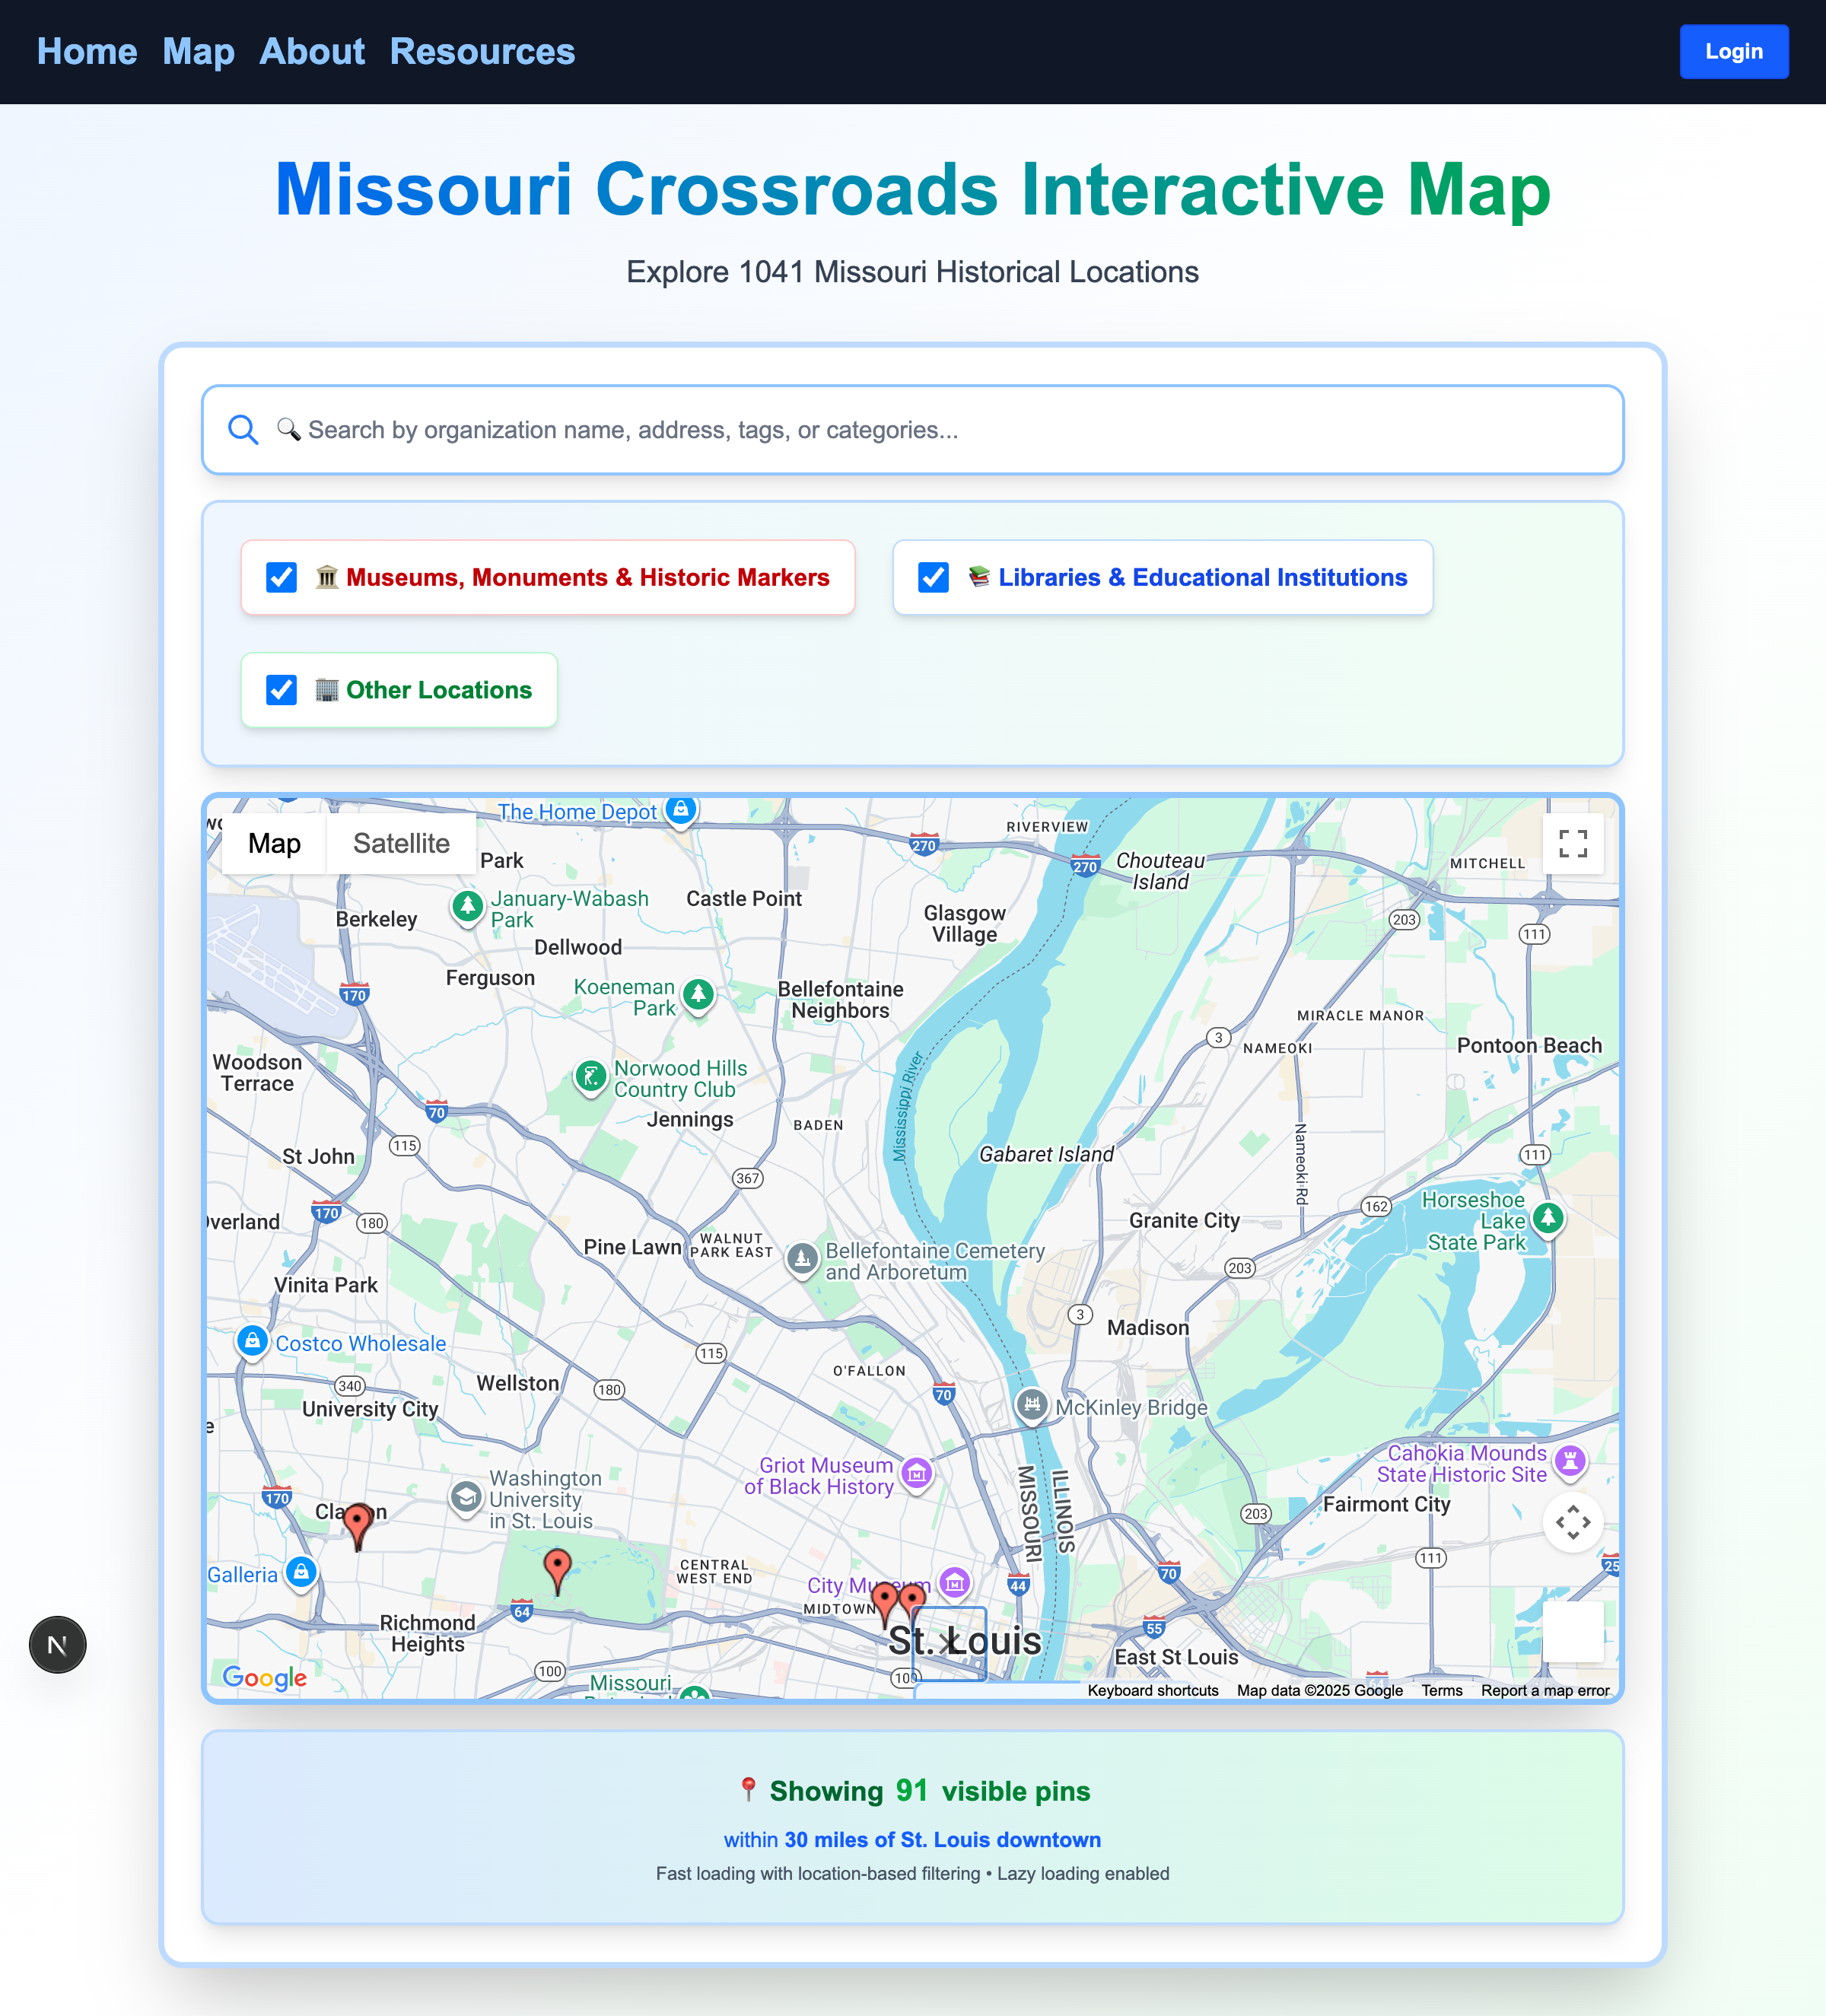 Home Map About Resources
Login
Missouri Crossroads Interactive Map
Explore 1041 Missouri Historical Locations
🔍 Search by organization name, address, tags, or categories...
🏛️ Museums, Monuments & Historic Markers
📚 Libraries & Educational Institutions
🏢 Other Locations
Map
Satellite
The Home Depot
Park
January-Wabash
Park
Berkeley
Dellwood
Ferguson
Castle Point
Koeneman
Park
Bellefontaine
Neighbors
Glasgow
Village
RIVERVIEW
Chouteau
Island
MITCHELL
270
270
203
111
170
Woodson
Terrace
Norwood Hills
Country Club
Jennings
BADEN
Mississippi River
3
NAMEOKI
MIRACLE MANOR
Pontoon Beach
70
115
St John
367
Gabaret Island
Nameoki Rd
111
170
180
Pine Lawn
WALNUT
PARK EAST
Bellefontaine Cemetery
and Arboretum
Granite City
162
Horseshoe
Lake
State Park
203
Vinita Park
3
Madison
Costco Wholesale
115
O'FALLON
340
University City
Wellston
180
70
McKinley Bridge
Griot Museum
of Black History
Cahokia Mounds
State Historic Site
Washington
University
in St. Louis
MISSOURI
ILLINOIS
Fairmont City
203
170
Galleria
CENTRAL
WEST END
City Museum
MIDTOWN
44
70
111
64
Richmond
Heights
St. Louis
55
East St Louis
100
Missouri
64
Google
Keyboard shortcuts
Map data ©2025 Google
Terms
Report a map error
N
📍 Showing 91 visible pins
within 30 miles of St. Louis downtown
Fast loading with location-based filtering • Lazy loading enabled